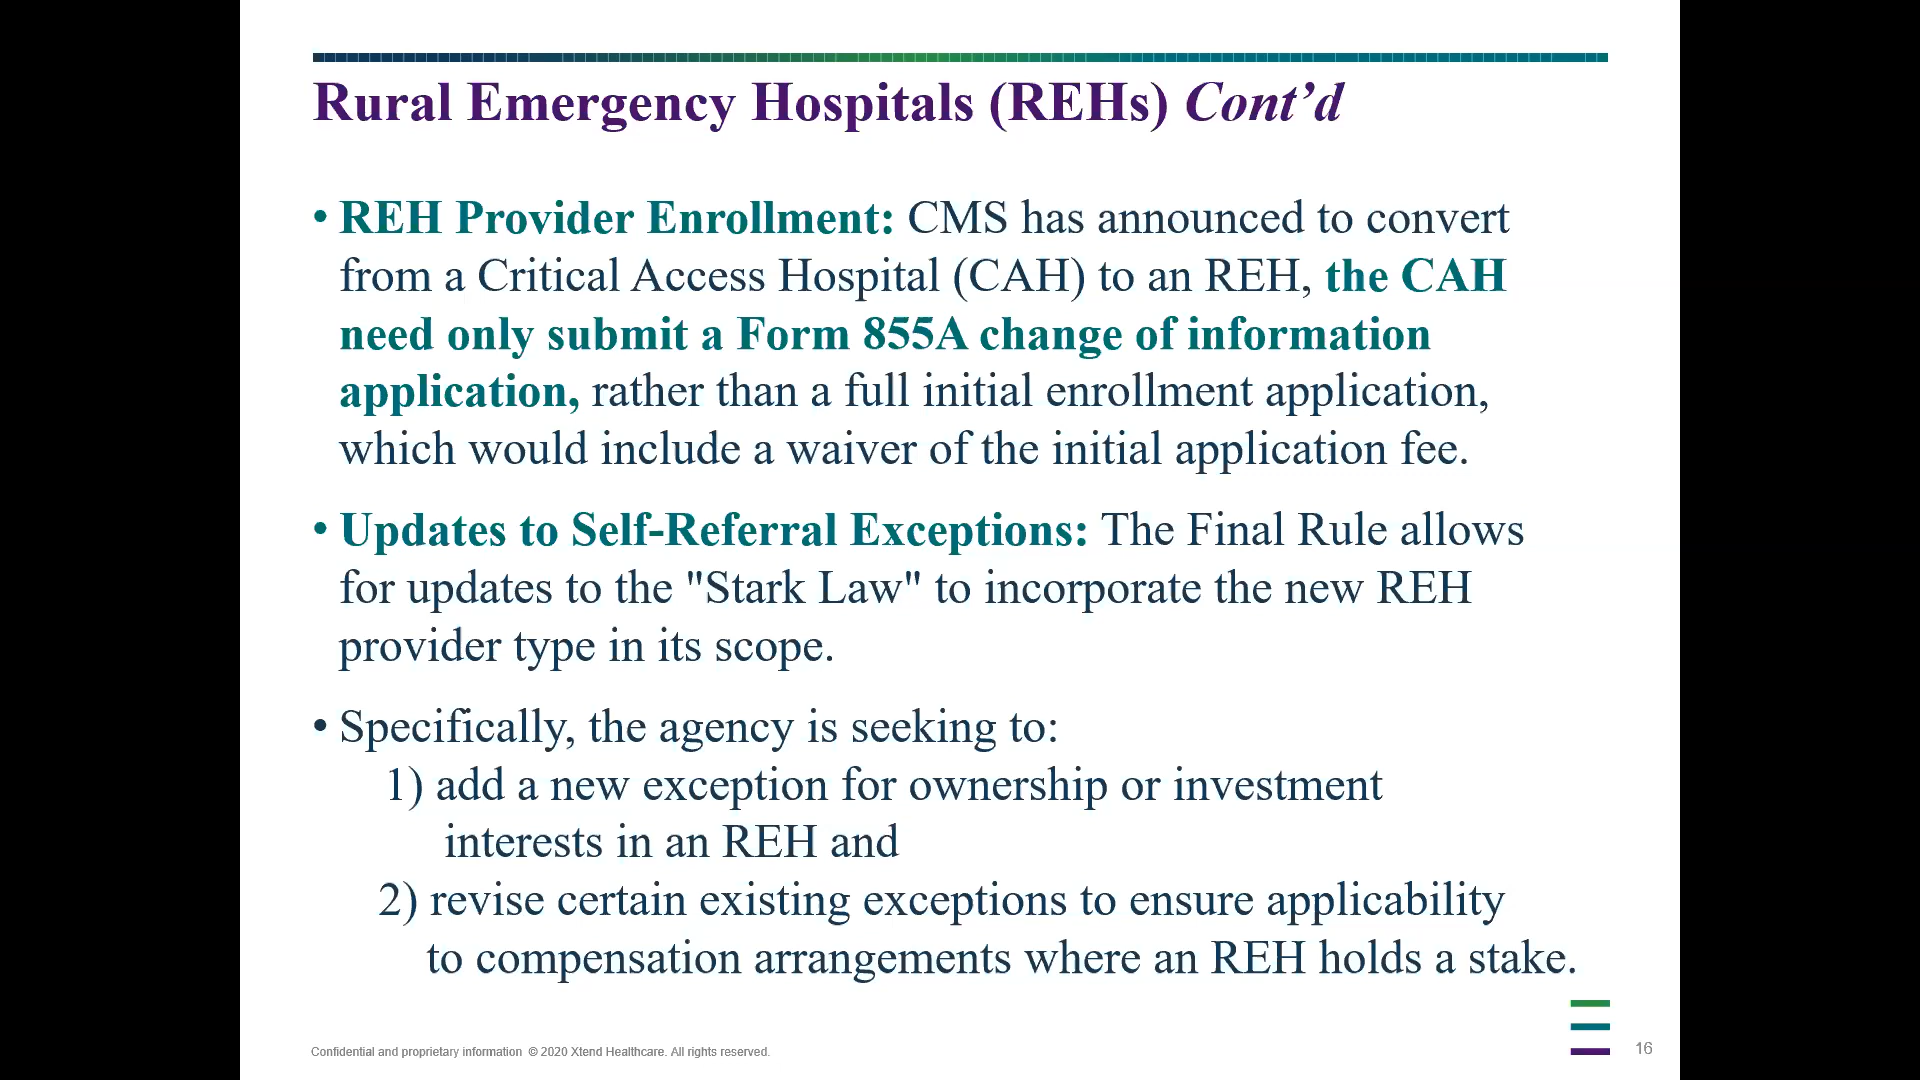 Rural Emergency Hospitals (REHs) Cont’d
• REH Provider Enrollment: CMS has announced to convert
from a Critical Access Hospital (CAH) to an REH, the CAH
need only submit a Form 855A change of information
application, rather than a full initial enrollment application,
which would include a waiver of the initial application fee.
• Updates to Self-Referral Exceptions: The Final Rule allows
for updates to the "Stark Law" to incorporate the new REH
provider type in its scope.
• Specifically, the agency is seeking to:
1) add a new exception for ownership or investment
interests in an REH and
2) revise certain existing exceptions to ensure applicability
to compensation arrangements where an REH holds a stake.
Confidential and proprietary information © 2020 Xtend Healthcare. All rights reserved.
16